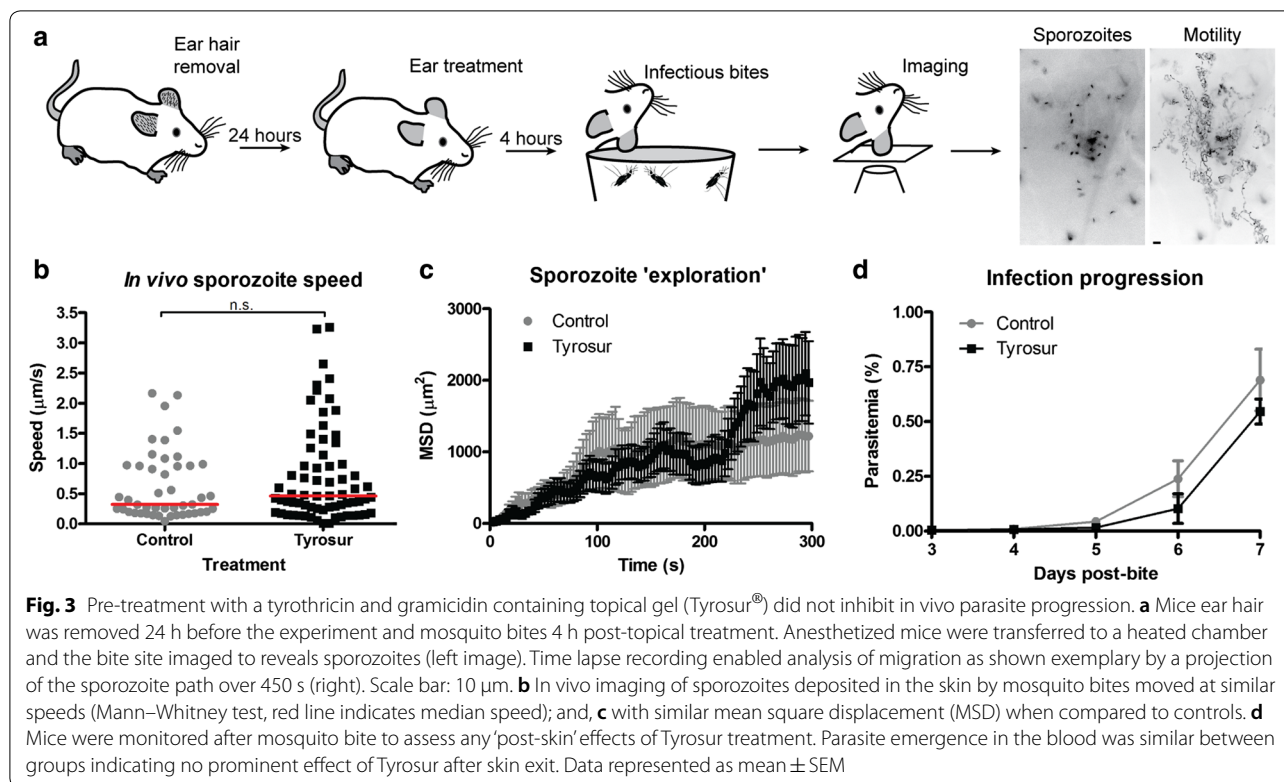 a
Ear hair
removal
24 hours
Ear treatment
4 hours
Infectious bites
Imaging
Sporozoites
Motility
b
In vivo sporozoite speed
n.s.
3.5
3.0
2.5
2.0
1.5
1.0
0.5
0.0
Speed (μm/s)
Control
Tyrosur
Treatment
c
Sporozoite 'exploration'
Control
Tyrosur
3000
2000
1000
0
MSD (μm²)
0
100
200
300
Time (s)
d
Infection progression
Control
Tyrosur
1.00
0.75
0.50
0.25
0.00
Parasitemia (%)
3
4
5
6
7
Days post-bite
Fig. 3 Pre-treatment with a tyrothricin and gramicidin containing topical gel (Tyrosur®) did not inhibit in vivo parasite progression. a Mice ear hair
was removed 24 h before the experiment and mosquito bites 4 h post-topical treatment. Anesthetized mice were transferred to a heated chamber
and the bite site imaged to reveals sporozoites (left image). Time lapse recording enabled analysis of migration as shown exemplary by a projection
of the sporozoite path over 450 s (right). Scale bar: 10 μm. b In vivo imaging of sporozoites deposited in the skin by mosquito bites moved at similar
speeds (Mann–Whitney test, red line indicates median speed); and, c with similar mean square displacement (MSD) when compared to controls. d
Mice were monitored after mosquito bite to assess any 'post-skin' effects of Tyrosur treatment. Parasite emergence in the blood was similar between
groups indicating no prominent effect of Tyrosur after skin exit. Data represented as mean ± SEM